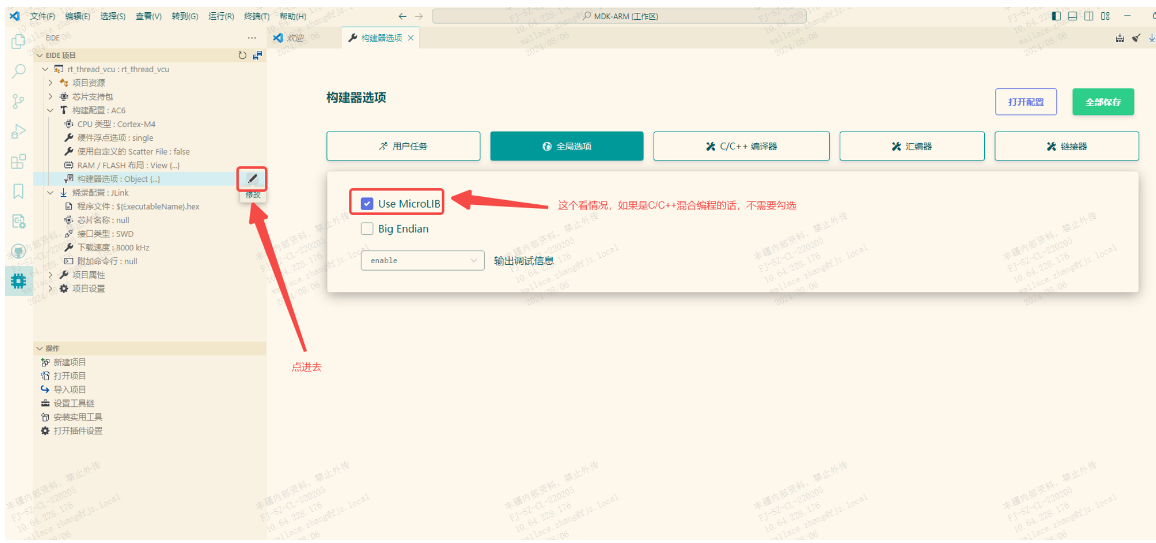 文件(F) 编辑(E) 选择(S) 查看(V) 转到(G) 运行(R) 终端(T) 帮助(H)
MDK-ARM (工作区)
EIDE
EIDE 项目
rt_thread_vcu : rt_thread_vcu
项目资源
芯片支持包
构建配置 : AC6
CPU 类型 : Cortex-M4
硬件浮点选项 : single
使用自定义的 Scatter File : false
RAM / FLASH 布局 : View {...}
构建器选项 : Object {...}
修改
烧录配置 : JLink
程序文件 : ${ExecutableName}.hex
芯片名称 : null
接口类型 : SWD
下载速度 : 8000 kHz
附加命令行 : null
项目属性
项目设置
点进去
操作
新建项目
打开项目
导入项目
设置工具链
安装实用工具
打开插件设置
欢迎
构建器选项
构建器选项
打开配置
全部保存
用户任务
全局选项
C/C++ 编译器
汇编器
链接器
Use MicroLIB
这个看情况，如果是C/C++混合编程的话，不需要勾选
Big Endian
enable
输出调试信息